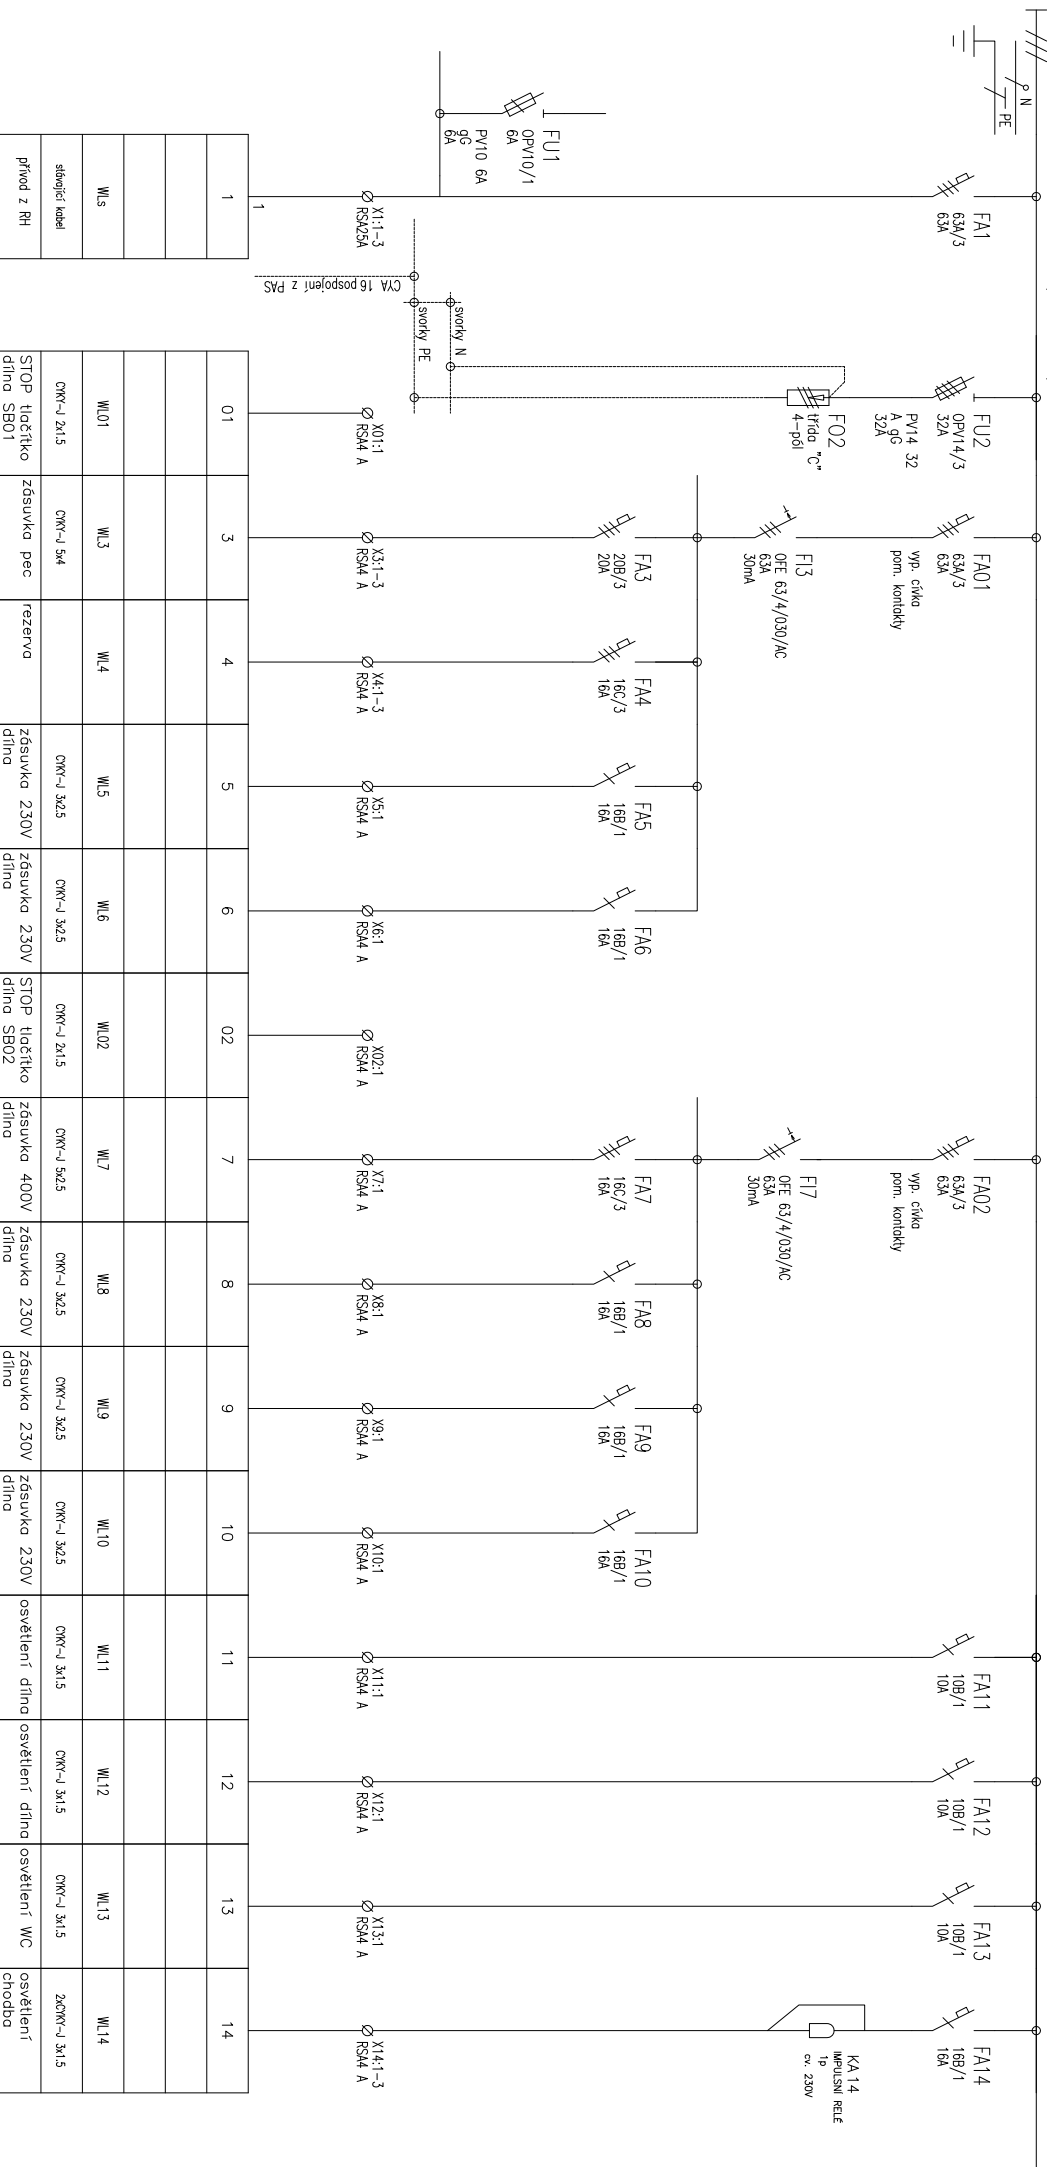 N
PE
FA1
63A/3
63A
FU1
OPV10/1
6A
PV10 6A
gG
6A
X1:1-3
RSA25A
1
CYA 16 pospojení z PAS
svorky N
svorky PE
FU2
OPV14/3
32A
PV14 32
A gG
32A
FO2
třída "C"
4-pól
FA01
63A/3
63A
vyp. cívka
pom. kontakty
FI3
OFE 63/4/030/AC
63A
30mA
FA3
20B/3
20A
FA4
16C/3
16A
FA5
16B/1
16A
FA6
16B/1
16A
FA02
63A/3
63A
vyp. cívka
pom. kontakty
FI7
OFE 63/4/030/AC
63A
30mA
FA7
16C/3
16A
FA8
16B/1
16A
FA9
16B/1
16A
FA10
16B/1
16A
FA11
10B/1
10A
FA12
10B/1
10A
FA13
10B/1
10A
FA14
16B/1
16A
KA14
IMPULSNÍ RELÉ
1p
cv. 230V
X01:1
RSA4 A
X3:1-3
RSA4 A
X4:1-3
RSA4 A
X5:1
RSA4 A
X6:1
RSA4 A
X02:1
RSA4 A
X7:1
RSA4 A
X8:1
RSA4 A
X9:1
RSA4 A
X10:1
RSA4 A
X11:1
RSA4 A
X12:1
RSA4 A
X13:1
RSA4 A
X14:1-3
RSA4 A
1 01 3 4 5 6 02 7 8 9 10 11 12 13 14
WLs WL01 WL3 WL4 WL5 WL6 WL02 WL7 WL8 WL9 WL10 WL11 WL12 WL13 WL14
stávající kabel CYKY-J 2x1.5 CYKY-J 5x4 CYKY-J 3x2.5 CYKY-J 3x2.5 CYKY-J 2x1.5 CYKY-J 5x2.5 CYKY-J 3x2.5 CYKY-J 3x2.5 CYKY-J 3x2.5 CYKY-J 3x1.5 CYKY-J 3x1.5 CYKY-J 3x1.5 2xCYKY-J 3x1.5
přívod z RH STOP tlačítko zásuvka pec rezerva zásuvka 230V zásuvka 230V STOP tlačítko zásuvka 400V zásuvka 230V zásuvka 230V zásuvka 230V osvětlení dílna osvětlení dílna osvětlení WC osvětlení
dílna SB01 dílna dílna dílna SB02 dílna dílna dílna dílna chodba